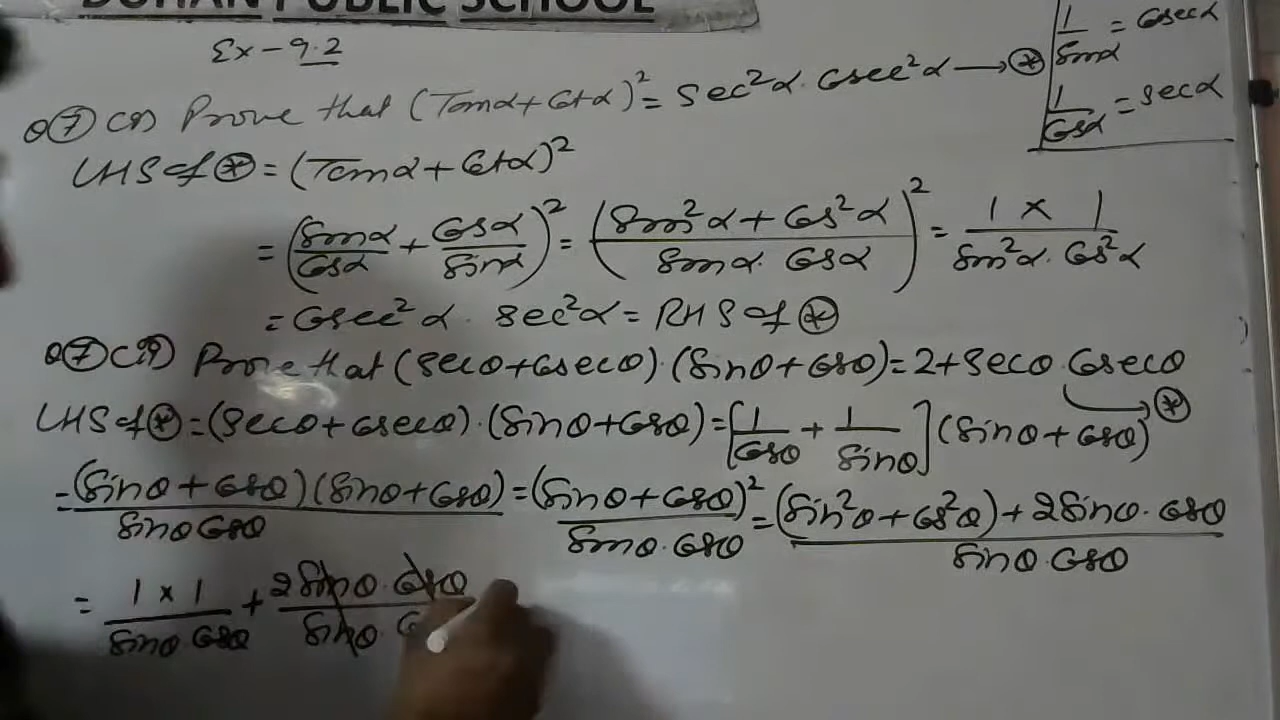 PUBLIC SCHOOL
Ex - 9.2
1/sinα = Cosecα
1/Cosα = secα
Q⑦ Prove that (Tanα + Cotα)² = Sec²α . Cosec²α → ⊛
LHS of ⊛ = (Tanα + Cotα)²
= (Sinα/Cosα + Cosα/Sinα)² = ((Sin²α + Cos²α)/(Sinα . Cosα))² = (1 × 1)/(Sin²α . Cos²α)
= Cosec²α . sec²α = RHS of ⊛
Q⑦ Prove that (secθ + Cosecθ) . (Sinθ + Cosθ) = 2 + Secθ . Cosecθ → ⊛
LHS of ⊛ = (Secθ + Cosecθ) . (Sinθ + Cosθ) = [1/Cosθ + 1/Sinθ] (Sinθ + Cosθ)
= (Sinθ + Cosθ)(Sinθ + Cosθ)/(Sinθ Cosθ) = (Sinθ + Cosθ)²/(Sinθ . Cosθ) = ((Sin²θ + Cos²θ) + 2Sinθ . Cosθ)/(Sinθ . Cosθ)
= (1 × 1)/(Sinθ Cosθ) + (2Sinθ . Cosθ)/(Sinθ .